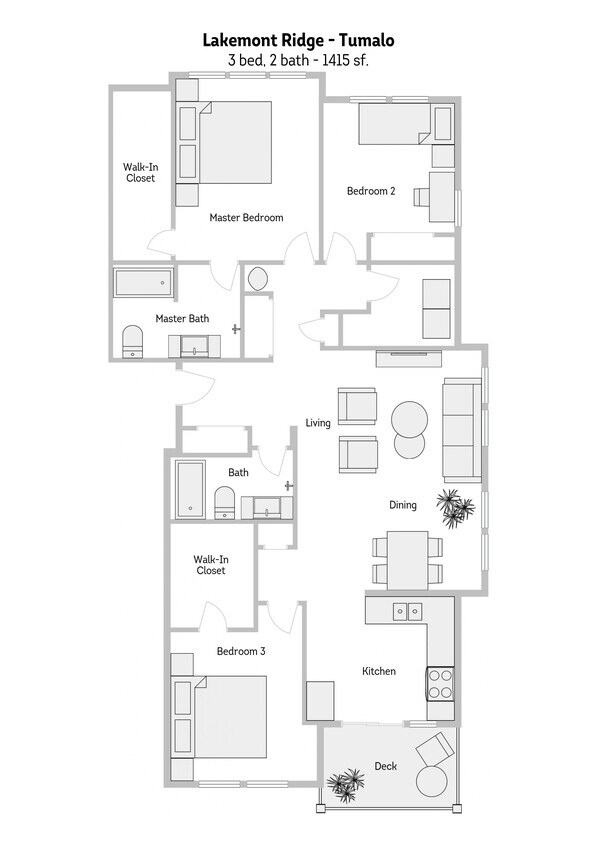 Lakemont Ridge - Tumalo
3 bed, 2 bath - 1415 sf.
Walk-In
Closet
Master Bedroom
Bedroom 2
Master Bath
Living
Bath
Dining
Walk-In
Closet
Bedroom 3
Kitchen
Deck